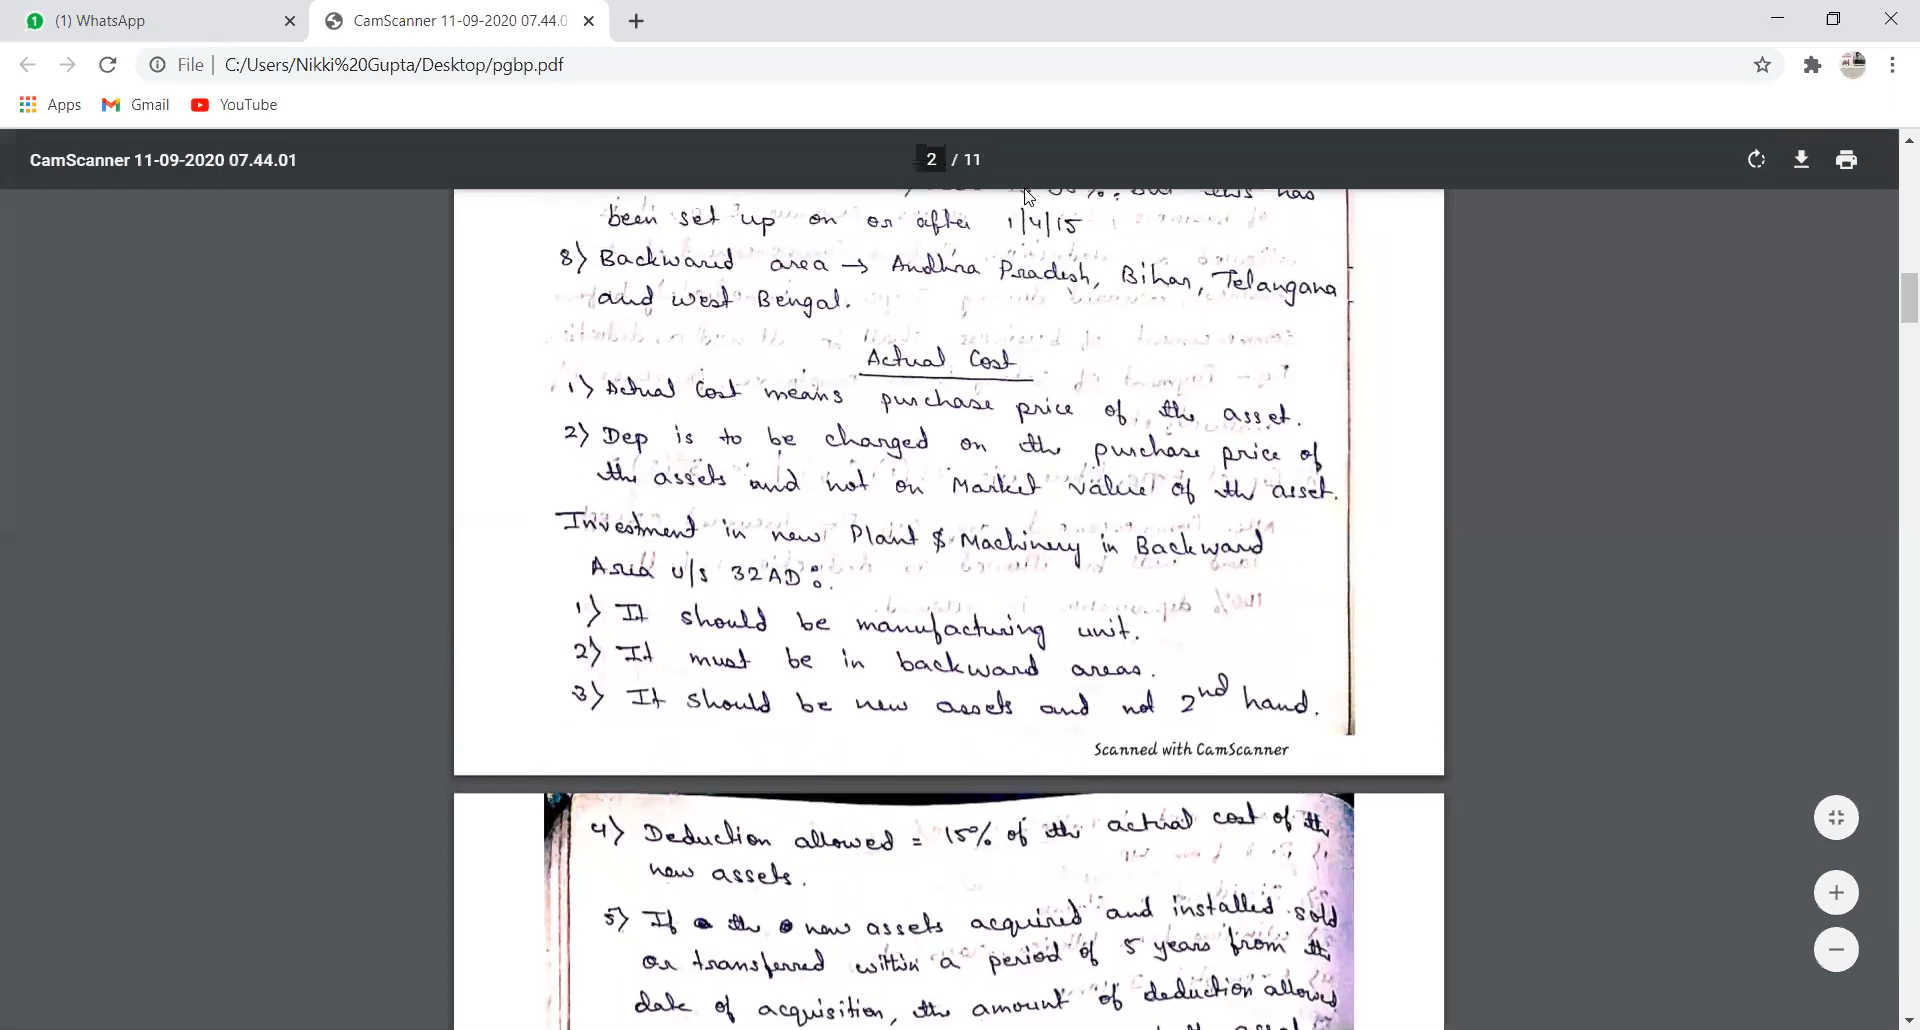 (1) WhatsApp
CamScanner 11-09-2020 07.44.0
File | C:/Users/Nikki%20Gupta/Desktop/pgbp.pdf
Apps Gmail YouTube
CamScanner 11-09-2020 07.44.01
2 / 11
But this has
been set up on or after 1/4/15
8) Backward area → Andhra Pradesh, Bihar, Telangana
and West Bengal.
Actual Cost
1) Actual Cost means purchase price of the asset.
2) Dep is to be charged on the purchase price of
the assets and not on Market value of the asset.
Investment in new Plant & Machinery in Backward
Area u/s 32AD:
1) It should be manufacturing unit.
2) It must be in backward areas.
3) It should be new assets and not 2nd hand.
Scanned with CamScanner
4) Deduction allowed = 15% of the actual cost of the
new assets.
5) If the new assets acquired and installed sold
or transferred within a period of 5 years from the
date of acquisition, the amount of deduction allowed